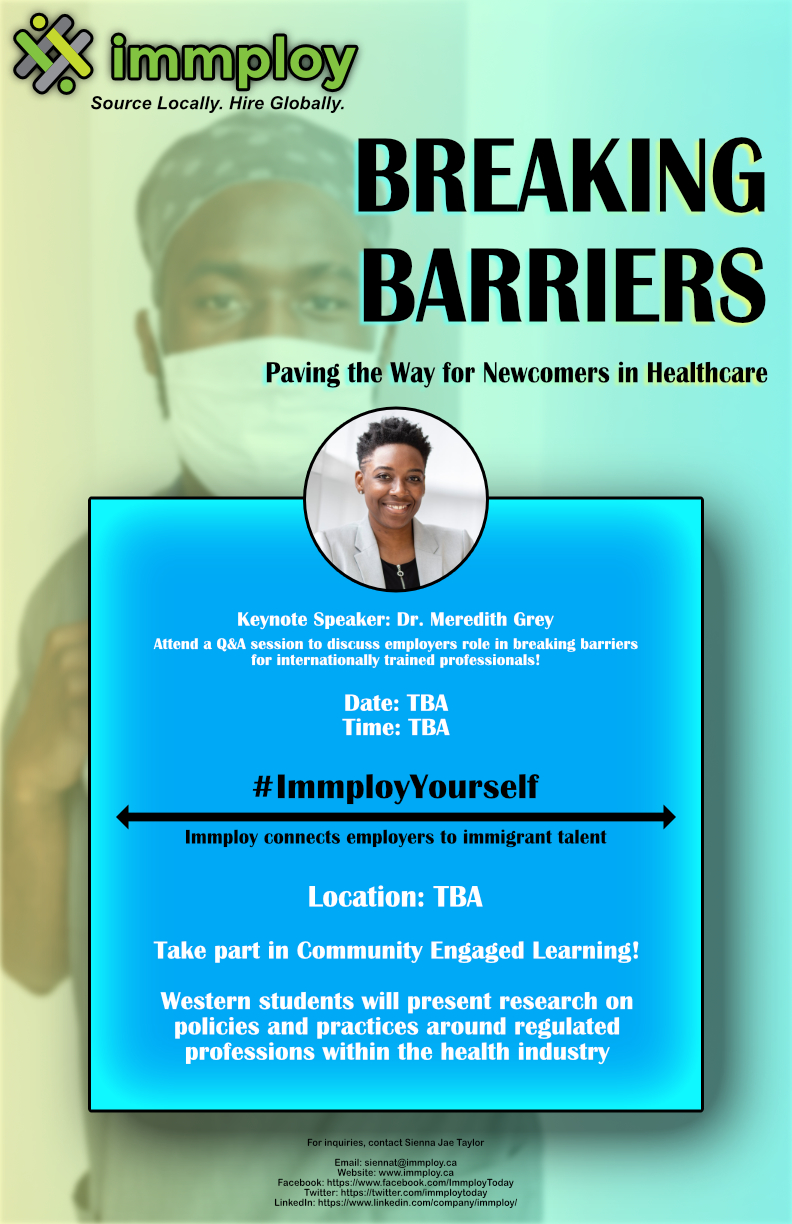 immploy
Source Locally. Hire Globally.
BREAKING
BARRIERS
Paving the Way for Newcomers in Healthcare
Keynote Speaker: Dr. Meredith Grey
Attend a Q&A session to discuss employers role in breaking barriers
for internationally trained professionals!
Date: TBA
Time: TBA
#ImmployYourself
Immploy connects employers to immigrant talent
Location: TBA
Take part in Community Engaged Learning!
Western students will present research on
policies and practices around regulated
professions within the health industry
For inquiries, contact Sienna Jae Taylor
Email: siennat@immploy.ca
Website: www.immploy.ca
Facebook: https://www.facebook.com/ImmployToday
Twitter: https://twitter.com/immploytoday
LinkedIn: https://www.linkedin.com/company/immploy/